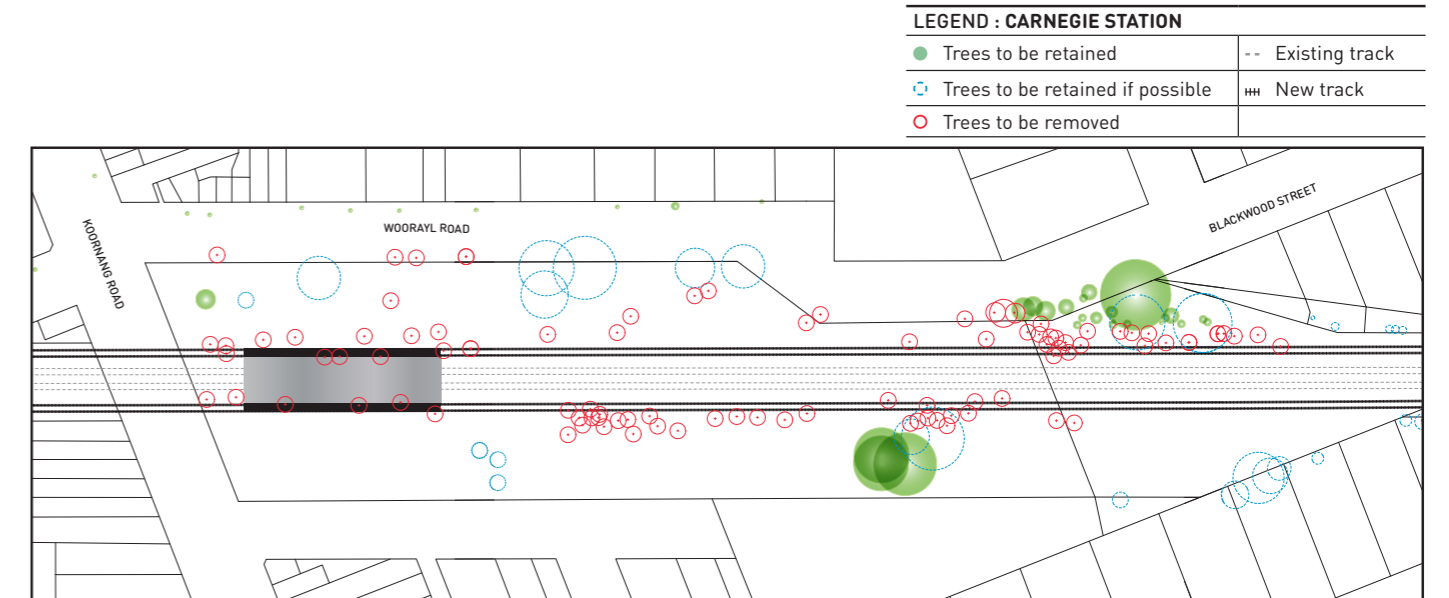 LEGEND : CARNEGIE STATION
Trees to be retained
Existing track
Trees to be retained if possible
New track
Trees to be removed
KOORNANG ROAD
WOORAYL ROAD
BLACKWOOD STREET